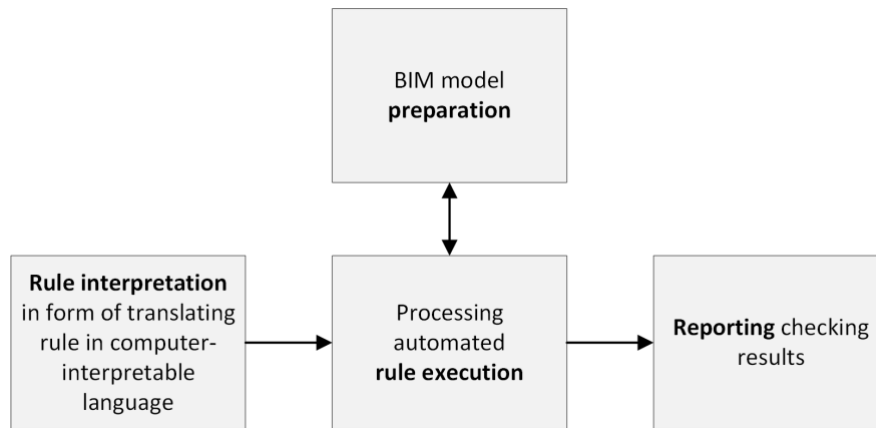 BIM model
preparation
Rule interpretation
in form of translating
rule in computer-
interpretable
language
Processing
automated
rule execution
Reporting checking
results